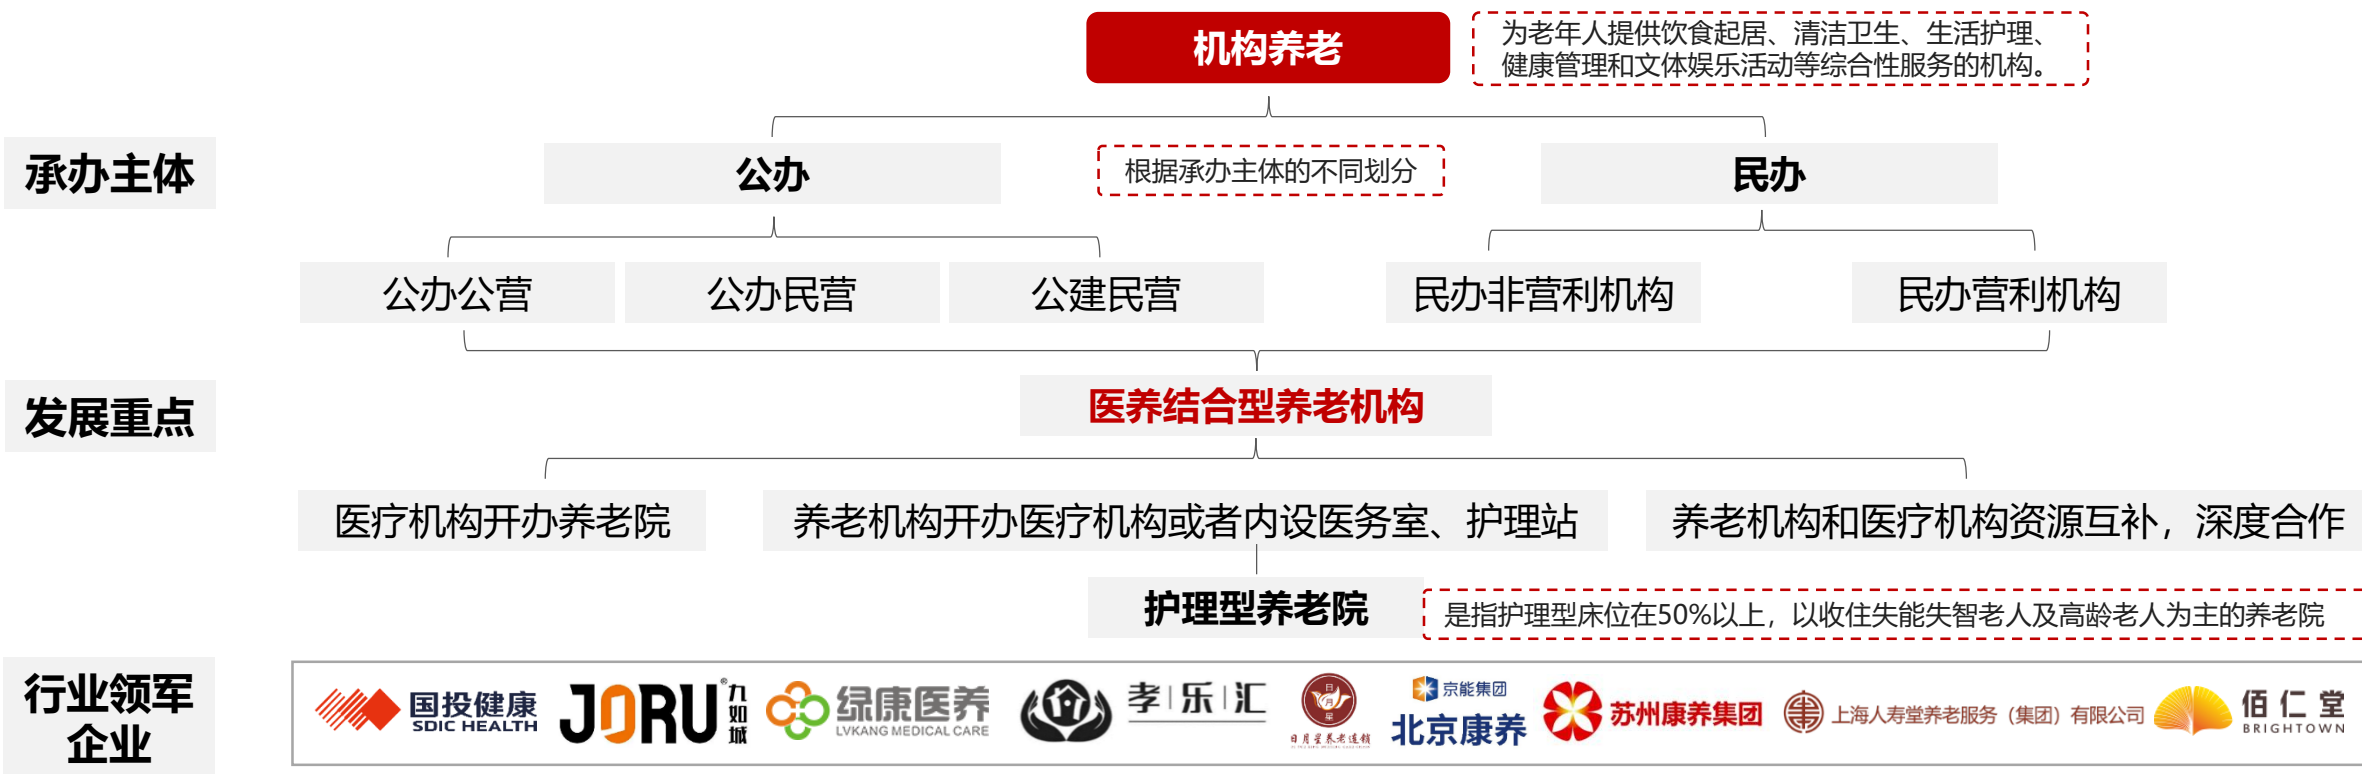 机构养老
为老年人提供饮食起居、清洁卫生、生活护理、
健康管理和文体娱乐活动等综合性服务的机构。
承办主体
公办
根据承办主体的不同划分
民办
公办公营
公办民营
公建民营
民办非营利机构
民办营利机构
发展重点
医养结合型养老机构
医疗机构开办养老院
养老机构开办医疗机构或者内设医务室、护理站
养老机构和医疗机构资源互补，深度合作
护理型养老院
是指护理型床位在50%以上，以收住失能失智老人及高龄老人为主的养老院
行业领军
企业
国投健康
SDIC HEALTH
JORU®
九如城
绿康医养
LVKANG MEDICAL CARE
孝乐汇
日月星
日月星养老连锁
京能集团
北京康养
苏州康养集团
上海人寿堂养老服务（集团）有限公司
佰仁堂
BRIGHTOWN